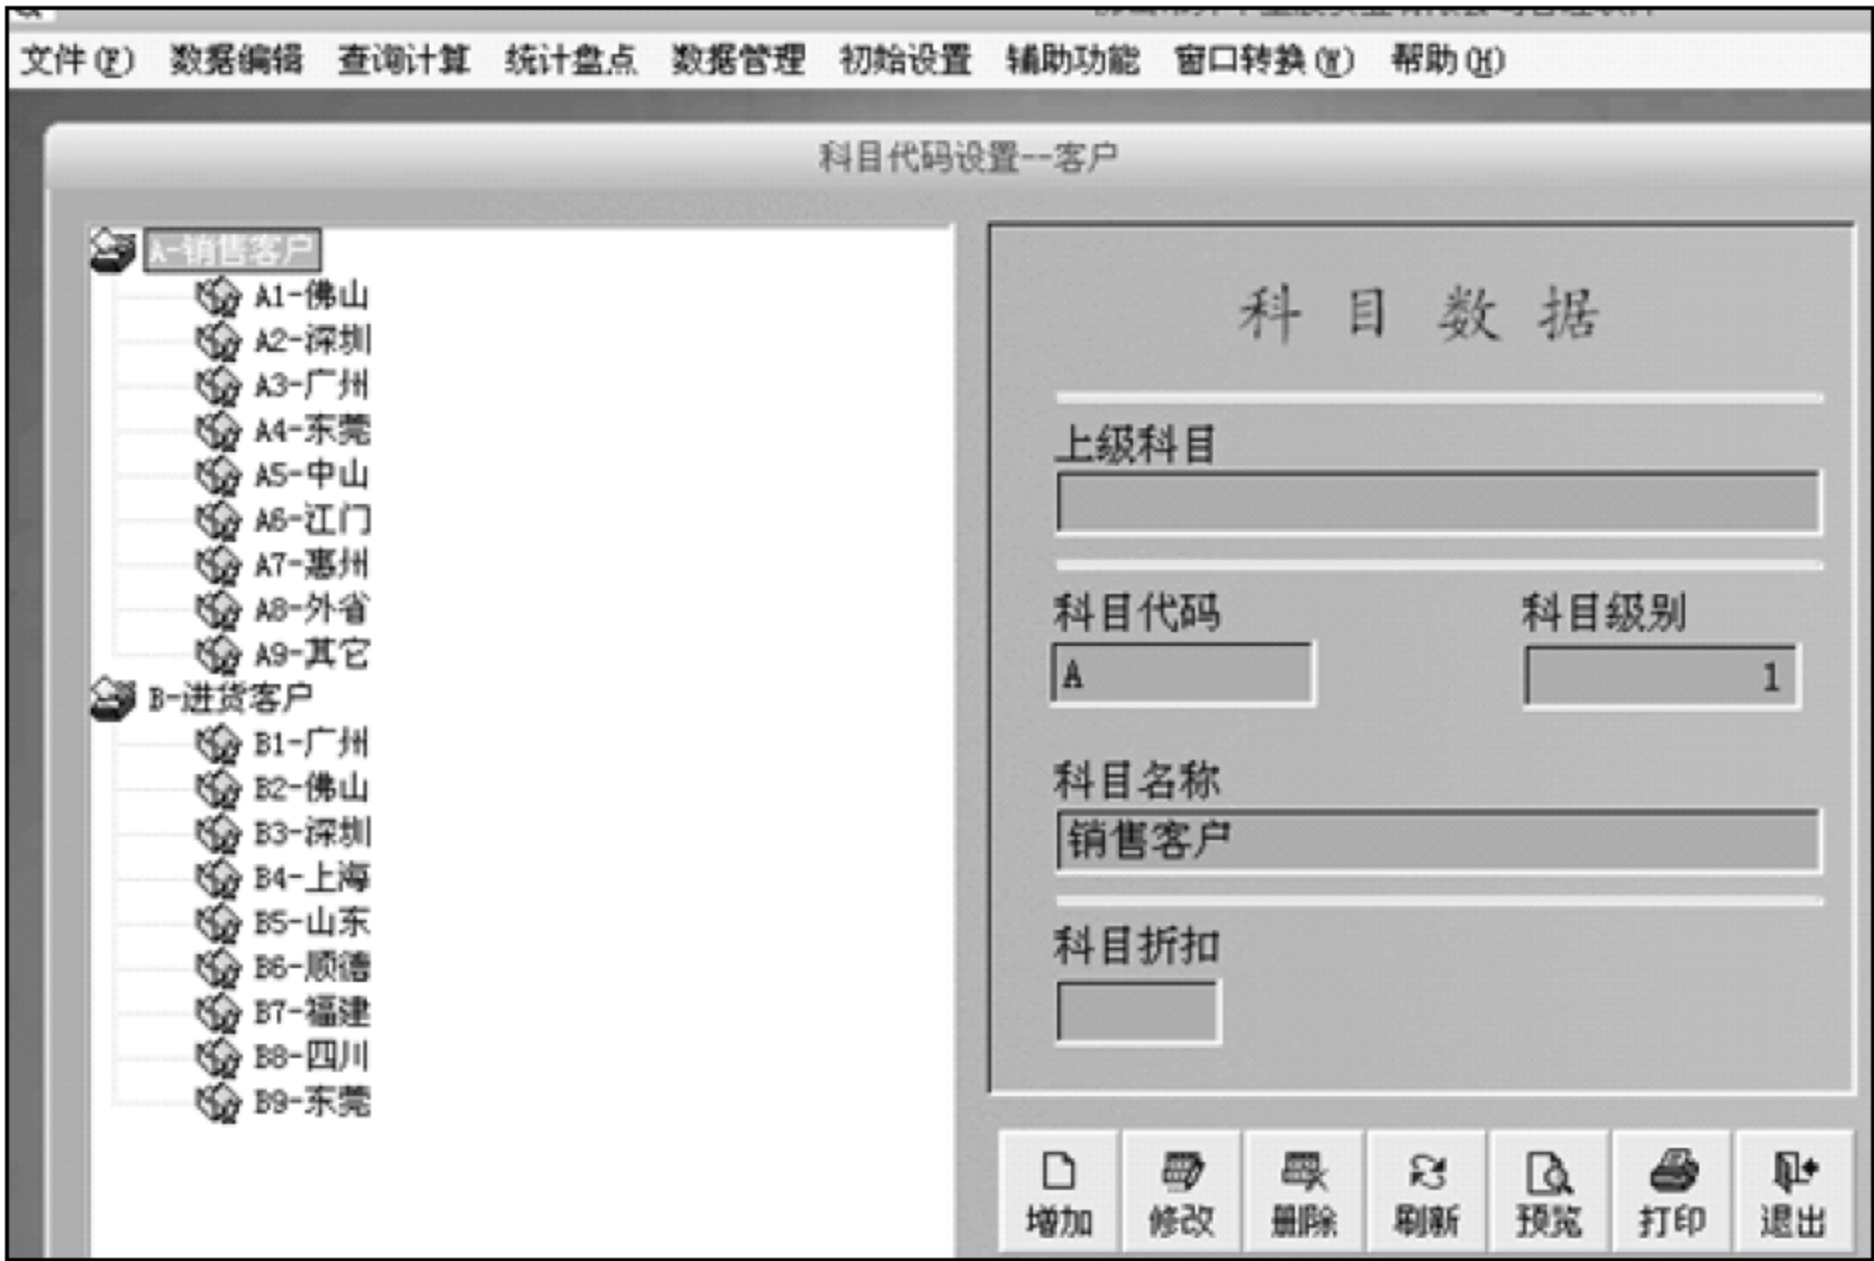 文件(F) 数据编辑 查询计算 统计盘点 数据管理 初始设置 辅助功能 窗口转换(W) 帮助(H)
科目代码设置--客户
A-销售客户
A1-佛山
A2-深圳
A3-广州
A4-东莞
A5-中山
A6-江门
A7-惠州
A8-外省
A9-其它
B-进货客户
B1-广州
B2-佛山
B3-深圳
B4-上海
B5-山东
B6-顺德
B7-福建
B8-四川
B9-东莞
科目数据
上级科目
科目代码 科目级别
A 1
科目名称
销售客户
科目折扣
增加 修改 删除 刷新 预览 打印 退出